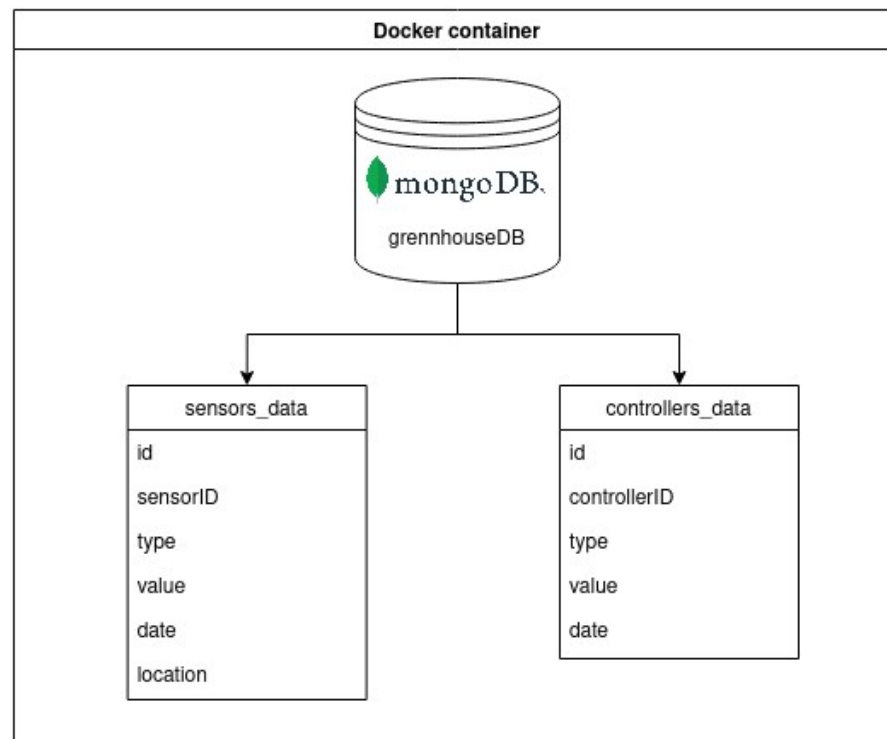 Docker container
mongoDB.
grennhouseDB
sensors_data
id
sensorID
type
value
date
location
controllers_data
id
controllerID
type
value
date